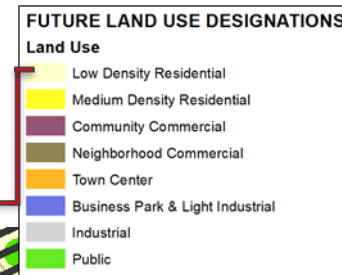 FUTURE LAND USE DESIGNATIONS
Land Use
Low Density Residential
Medium Density Residential
Community Commercial
Neighborhood Commercial
Town Center
Business Park & Light Industrial
Industrial
Public